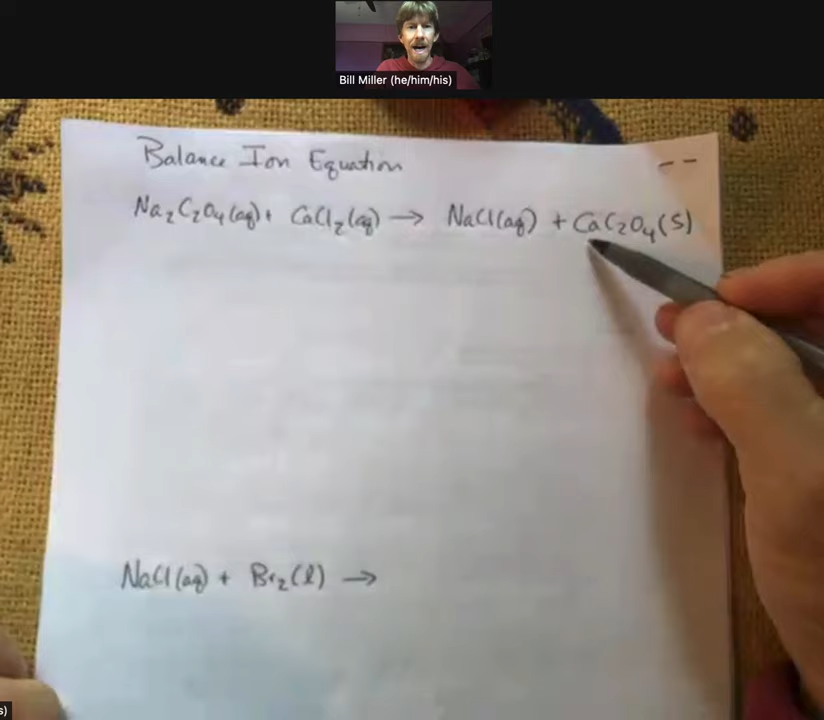 Bill Miller (he/him/his)
Balance Ion Equation
--
Na₂C₂O₄(aq) + CaCl₂(aq) → NaCl(aq) + CaC₂O₄(s)
NaCl(aq) + Br₂(l) →
s)